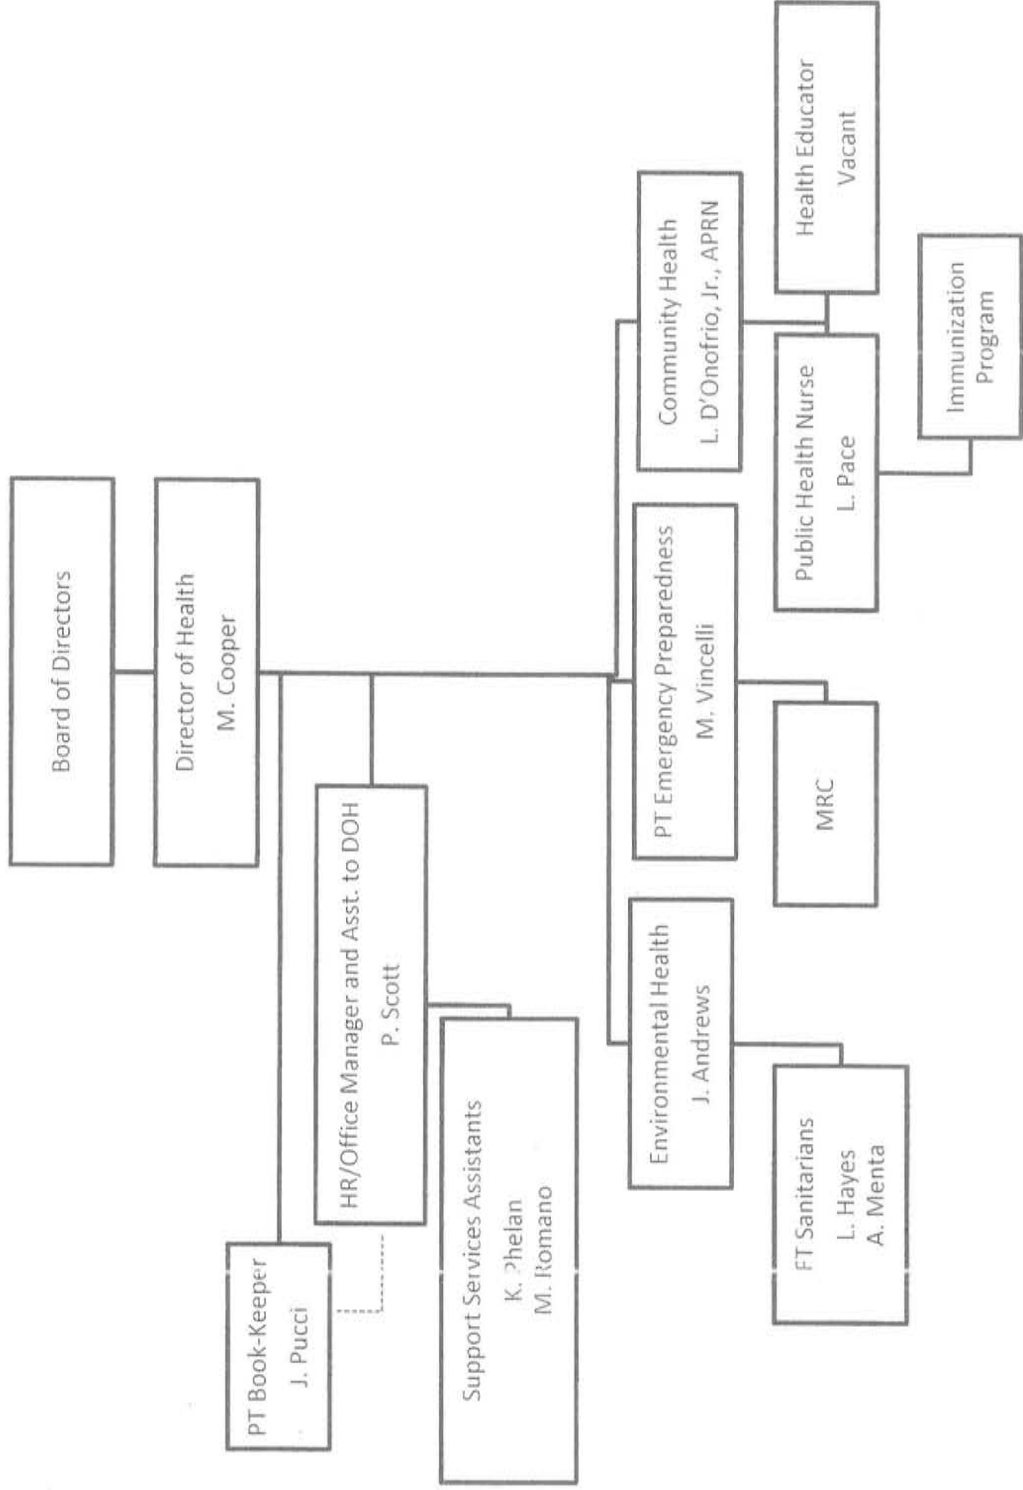 Board of Directors
Director of Health
M. Cooper
PT Book-Keeper
J. Pucci
HR/Office Manager and Asst. to DOH
P. Scott
Support Services Assistants
K. Phelan
M. Romano
Environmental Health
J. Andrews
PT Emergency Preparedness
M. Vincelli
Community Health
L. D'Onofrio, Jr., APRN
FT Sanitarians
L. Hayes
A. Menta
MRC
Public Health Nurse
L. Pace
Health Educator
Vacant
Immunization
Program